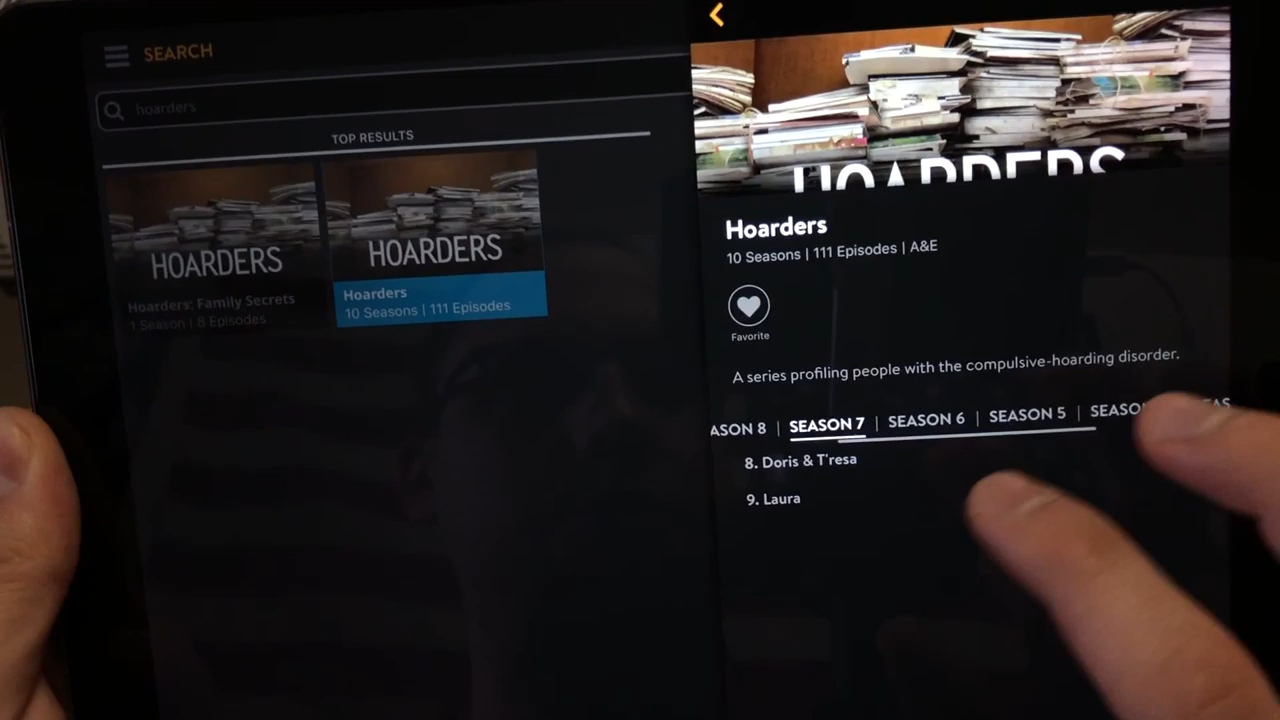 SEARCH
hoarders
TOP RESULTS
HOARDERS
Hoarders: Family Secrets
1 Season | 8 Episodes
HOARDERS
Hoarders
10 Seasons | 111 Episodes
HOARDERS
Hoarders
10 Seasons | 111 Episodes | A&E
Favorite
A series profiling people with the compulsive-hoarding disorder.
ASON 8 | SEASON 7 | SEASON 6 | SEASON 5 | SEASO EAS
8. Doris & T'resa
9. Laura